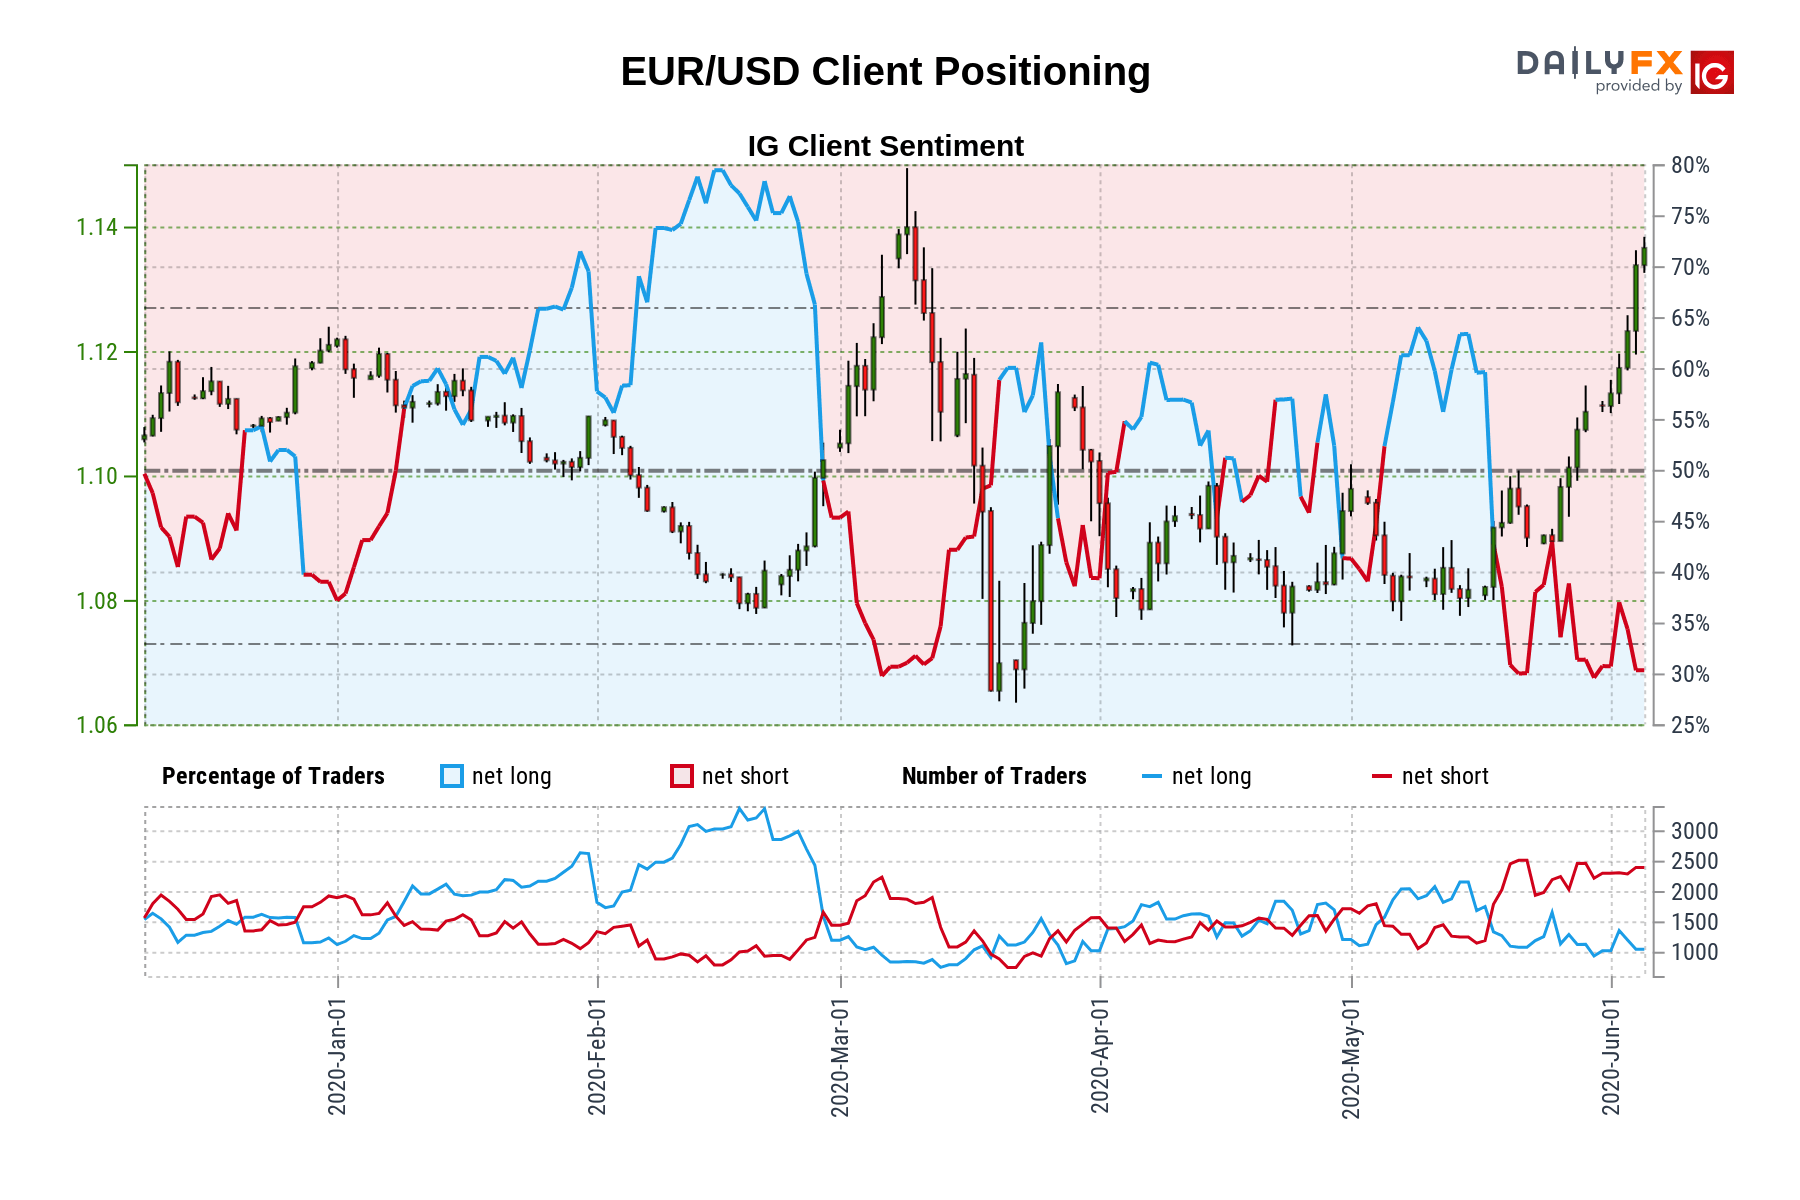 EUR/USD Client Positioning
DAILYFX
provided by
IG
IG Client Sentiment
1.14
1.12
1.10
1.08
1.06
80%
75%
70%
65%
60%
55%
50%
45%
40%
35%
30%
25%
Percentage of Traders net long net short Number of Traders net long net short
3000
2500
2000
1500
1000
2020-Jan-01
2020-Feb-01
2020-Mar-01
2020-Apr-01
2020-May-01
2020-Jun-01